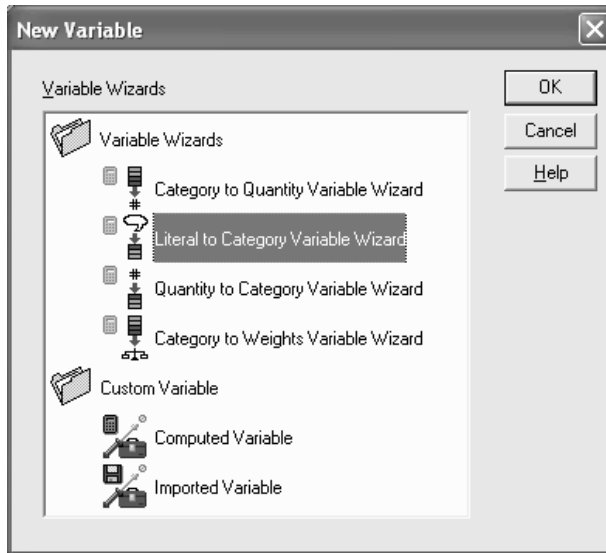 New Variable
Variable Wizards
OK
Cancel
Help
Variable Wizards
Category to Quantity Variable Wizard
Literal to Category Variable Wizard
Quantity to Category Variable Wizard
Category to Weights Variable Wizard
Custom Variable
Computed Variable
Imported Variable